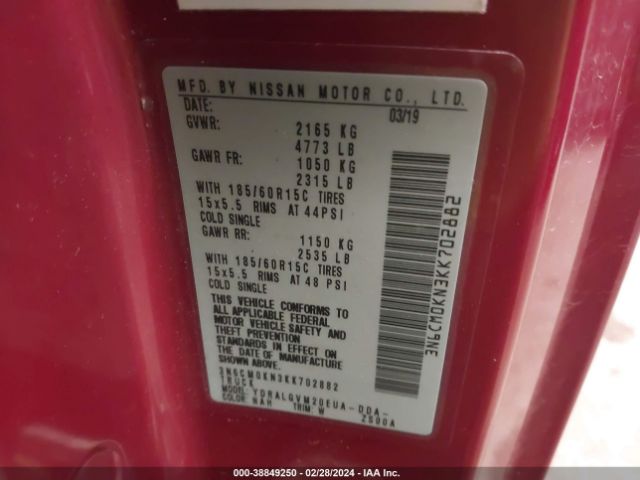 MFD. BY NISSAN MOTOR CO., LTD.
DATE: 03/19
GVWR: 2165 KG
4773 LB
GAWR FR: 1050 KG
2315 LB
WITH 185/60R15C TIRES
15x5.5 RIMS AT 44PSI
COLD SINGLE
GAWR RR: 1150 KG
2535 LB
WITH 185/60R15C TIRES
15x5.5 RIMS AT 48 PSI
COLD SINGLE
THIS VEHICLE CONFORMS TO
ALL APPLICABLE FEDERAL
MOTOR VEHICLE SAFETY AND
THEFT PREVENTION
STANDARDS IN EFFECT ON
THE DATE OF MANUFACTURE
SHOWN ABOVE.
3N6CM0KN3KK702882
TRUCK
MODEL: YDRALGVM20EUA-DDA-
COLOR: NAH TRIM: W 2S00A
3N6CM0KN3KK702882
000-38849250 - 02/28/2024 - IAA Inc.